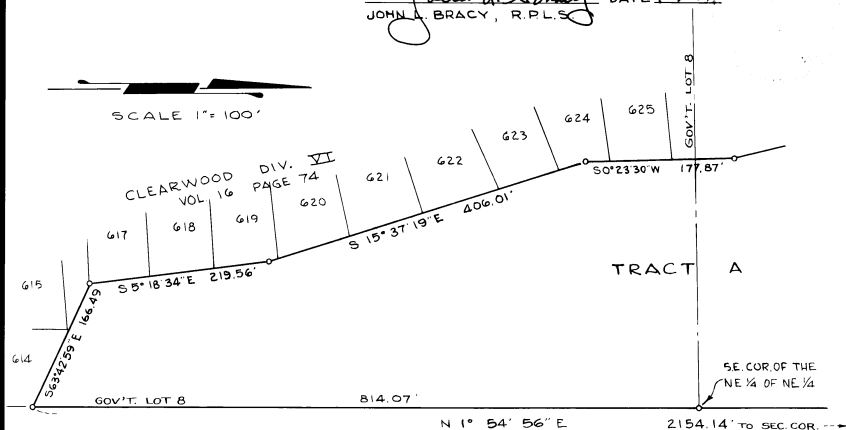 JOHN L. BRACY, R.P.L.S.
DATE
SCALE 1"= 100'
GOV'T. LOT 8
625
624
623
622
621
620
619
618
617
615
614
CLEARWOOD DIV. VI
VOL 16 PAGE 74
S 0° 23' 30" W 177.87'
S 15° 37' 19" E 406.01'
S 5° 18' 34" E 219.56'
S 63° 42' 59" E 166.49
TRACT A
S.E. COR. OF THE
NE ¼ OF NE ¼
GOV'T. LOT 8
814.07'
N 1° 54' 56" E
2154.14' TO SEC. COR.